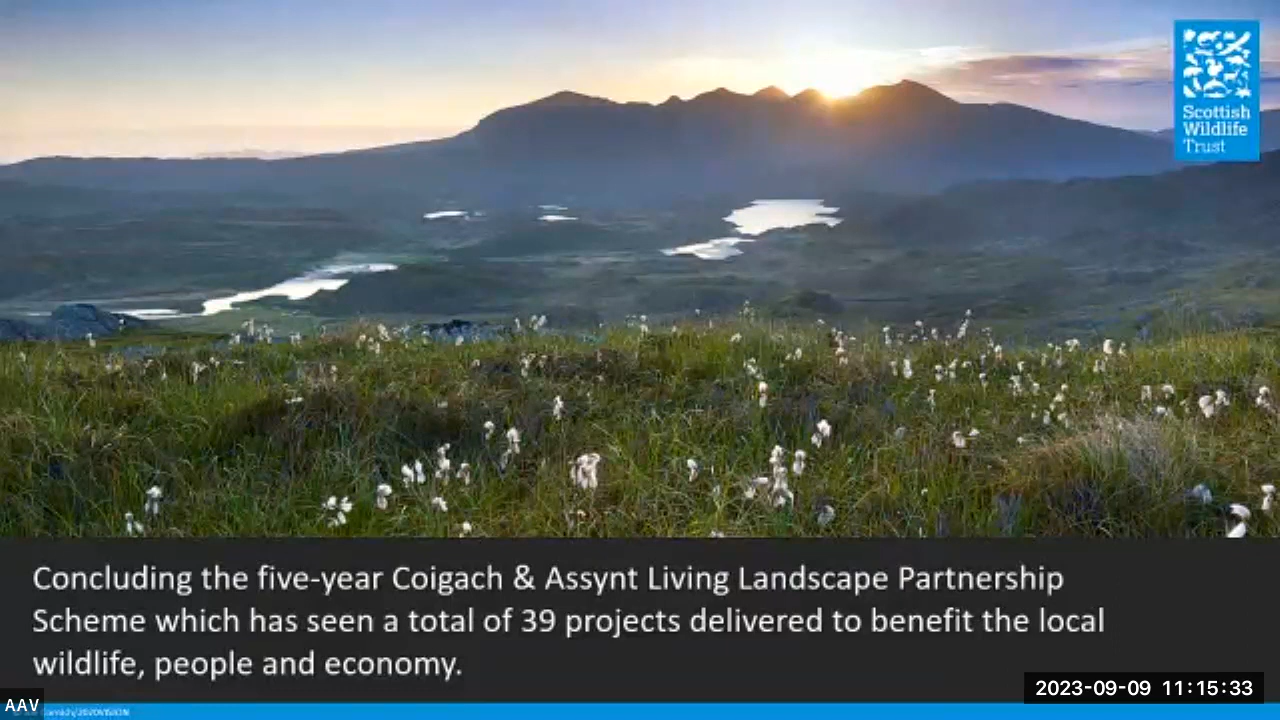 Scottish
Wildlife
Trust
Concluding the five-year Coigach & Assynt Living Landscape Partnership
Scheme which has seen a total of 39 projects delivered to benefit the local
wildlife, people and economy.
2023-09-09 11:15:33
AAV
/2020VISION